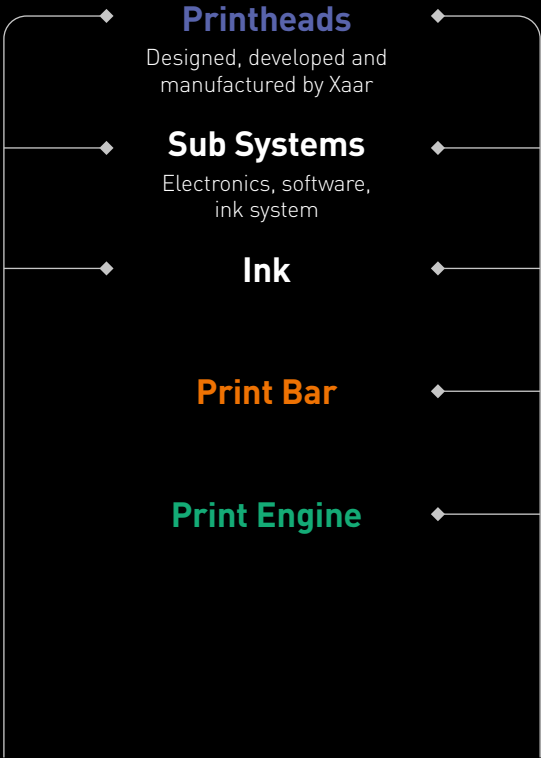 Printheads
Designed, developed and
manufactured by Xaar
Sub Systems
Electronics, software,
ink system
Ink
Print Bar
Print Engine